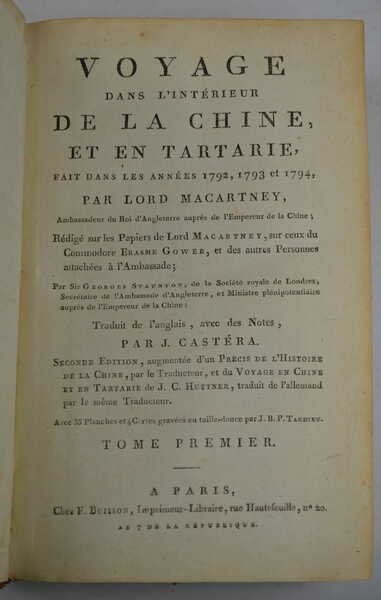 VOYAGE
DANS L'INTÉRIEUR
DE LA CHINE,
ET EN TARTARIE,
FAIT DANS LES ANNÉES 1792, 1793 et 1794,
PAR LORD MACARTNEY,
Ambassadeur du Roi d'Angleterre auprès de l'Empereur de la Chine ;
Rédigé sur les Papiers de Lord MACARTNEY, sur ceux du
Commodore ERASME GOWER, et des autres Personnes
attachées à l'Ambassade ;
Par Sir GEORGES STAUNTON, de la Société royale de Londres,
Secrétaire de l'Ambassade d'Angleterre, et Ministre plénipotentiaire
auprès de l'Empereur de la Chine :
Traduit de l'anglais, avec des Notes,
PAR J. CASTÉRA.
SECONDE EDITION, augmentée d'un PRÉCIS DE L'HISTOIRE
DE LA CHINE, par le Traducteur, et du VOYAGE EN CHINE
ET EN TARTARIE DE J. C. HUTTNER, traduit de l'allemand
par le même Traducteur.
Avec 35 Planches et 4 Cartes gravées en taille-douce par J. B. P. TARDIEU.
TOME PREMIER.
A PARIS,
Chez F. BUISSON, Imprimeur-Libraire, rue Hautefeuille, n° 20.
AN 7 DE LA RÉPUBLIQUE.